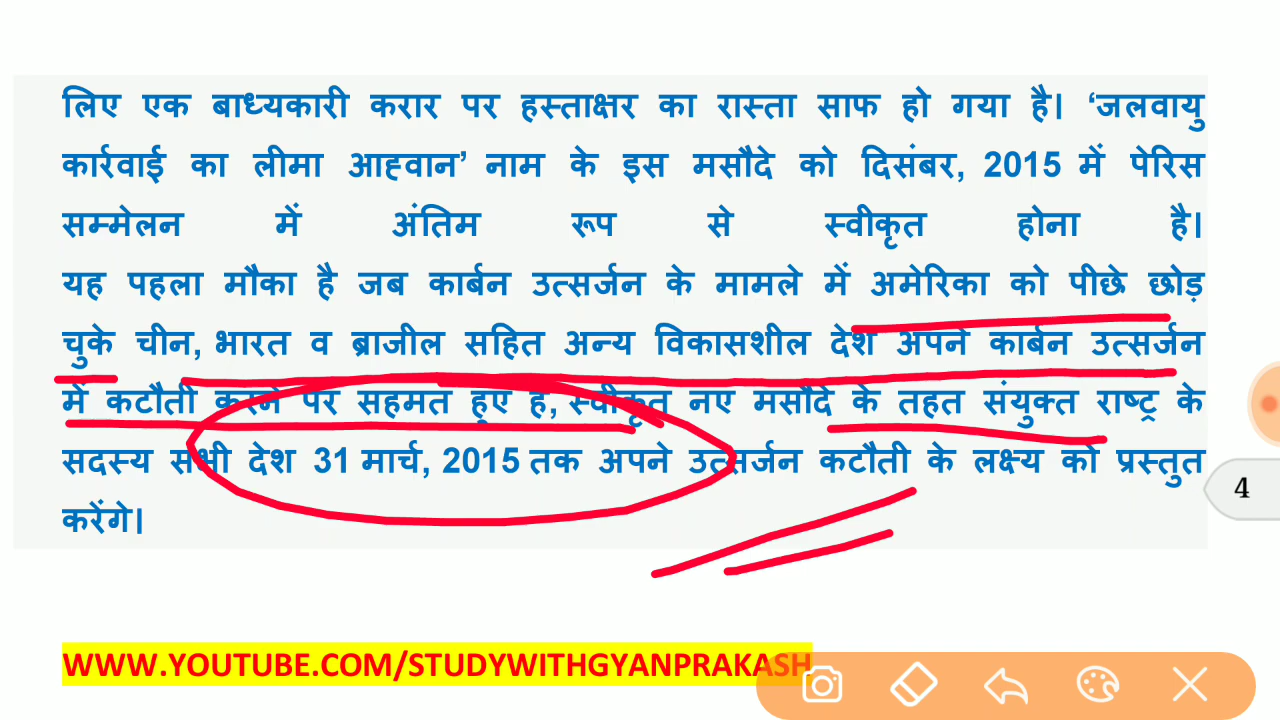 लिए एक बाध्यकारी करार पर हस्ताक्षर का रास्ता साफ हो गया है। ‘जलवायु
कार्रवाई का लीमा आह्वान’ नाम के इस मसौदे को दिसंबर, 2015 में पेरिस
सम्मेलन में अंतिम रूप से स्वीकृत होना है।
यह पहला मौका है जब कार्बन उत्सर्जन के मामले में अमेरिका को पीछे छोड़
चुके चीन, भारत व ब्राजील सहित अन्य विकासशील देश अपने कार्बन उत्सर्जन
में कटौती करने पर सहमत हुए हैं, स्वीकृत नए मसौदे के तहत संयुक्त राष्ट्र के
सदस्य सभी देश 31 मार्च, 2015 तक अपने उत्सर्जन कटौती के लक्ष्य को प्रस्तुत
करेंगे।
4
WWW.YOUTUBE.COM/STUDYWITHGYANPRAKASH